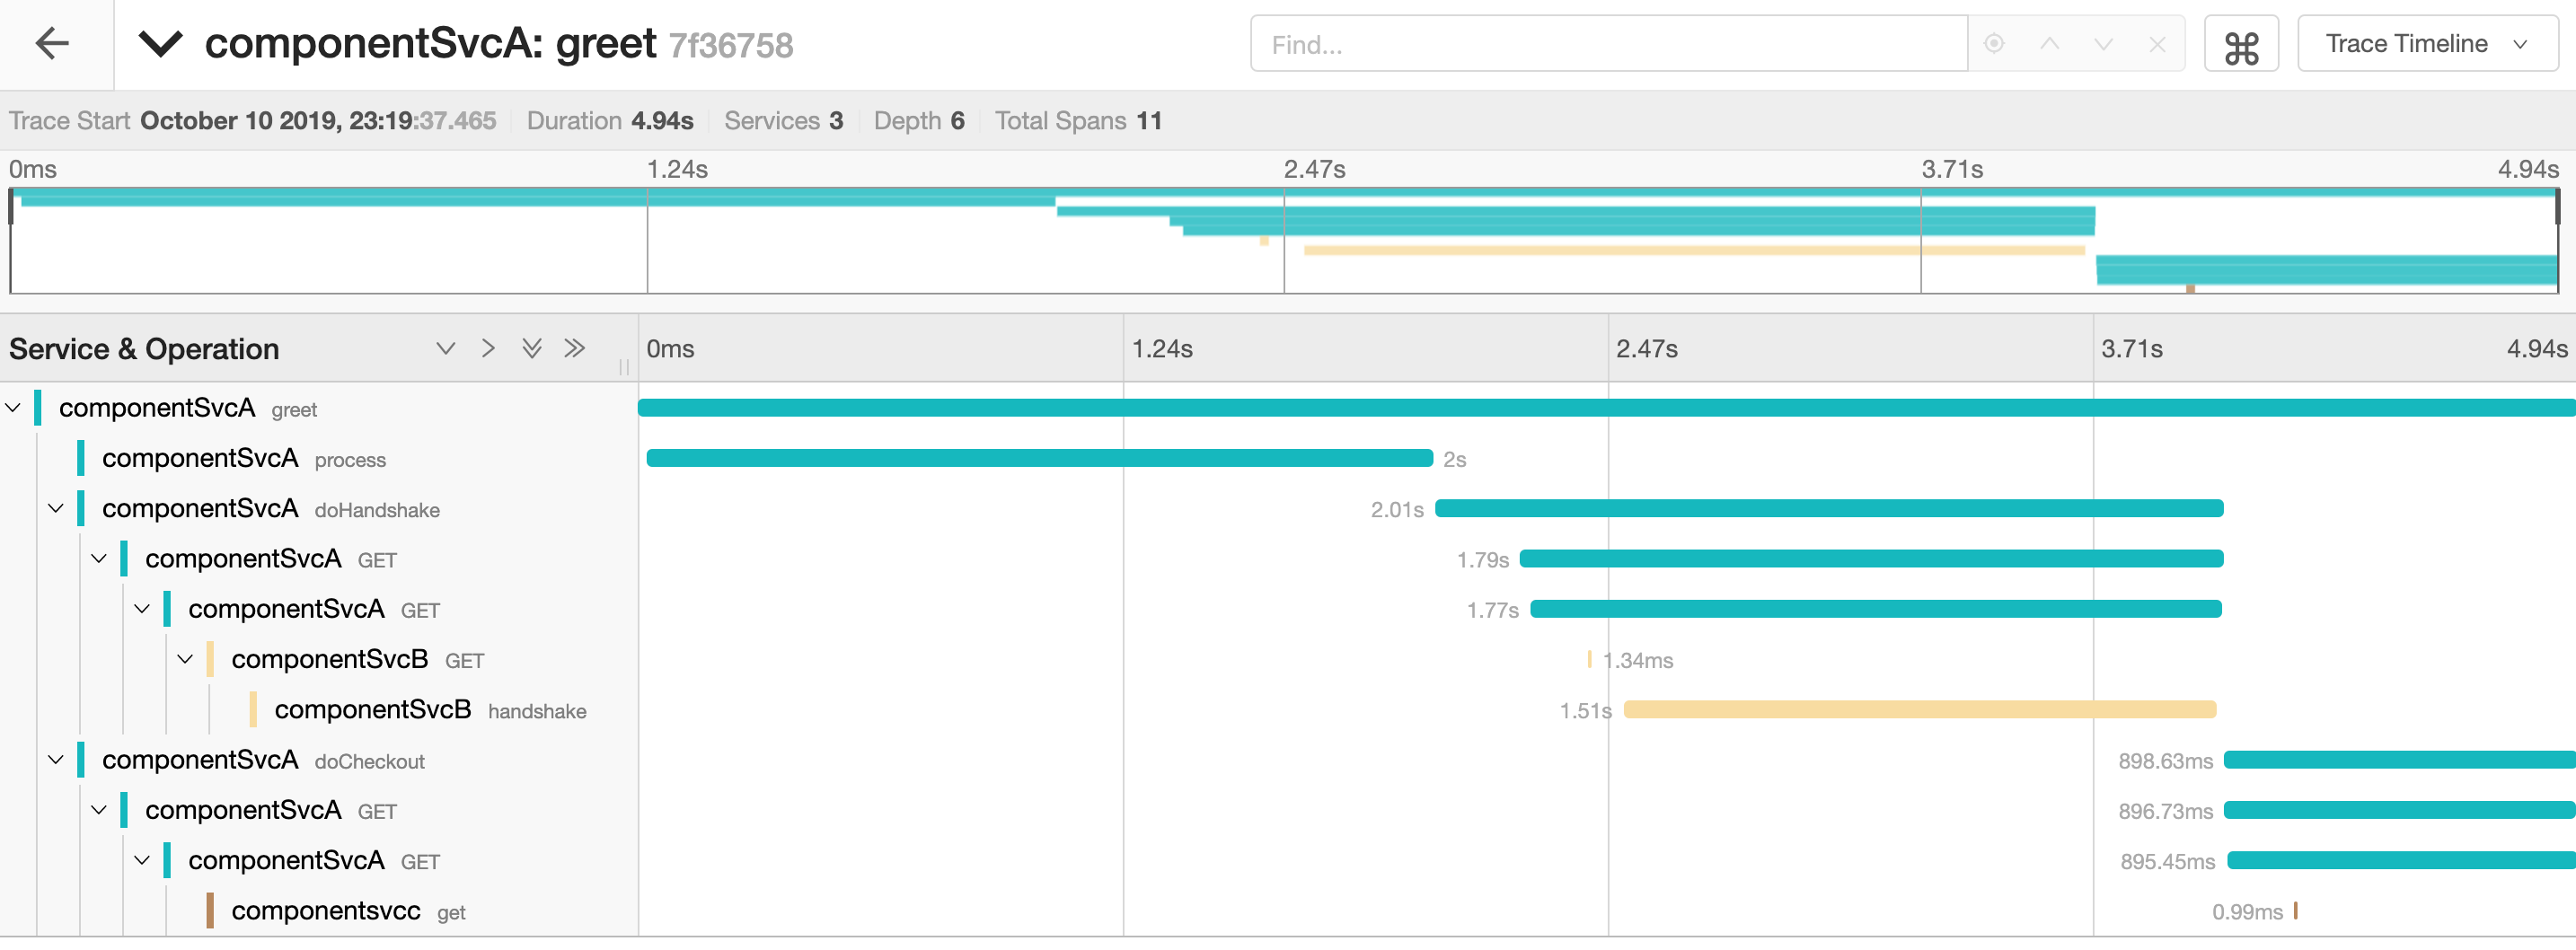 componentSvcA: greet 7f36758
Find...
⌘
Trace Timeline
Trace Start October 10 2019, 23:19:37.465 Duration 4.94s Services 3 Depth 6 Total Spans 11
0ms 1.24s 2.47s 3.71s 4.94s
Service & Operation 0ms 1.24s 2.47s 3.71s 4.94s
componentSvcA greet
componentSvcA process 2s
componentSvcA doHandshake 2.01s
componentSvcA GET 1.79s
componentSvcA GET 1.77s
componentSvcB GET 1.34ms
componentSvcB handshake 1.51s
componentSvcA doCheckout 898.63ms
componentSvcA GET 896.73ms
componentSvcA GET 895.45ms
componentsvcc get 0.99ms